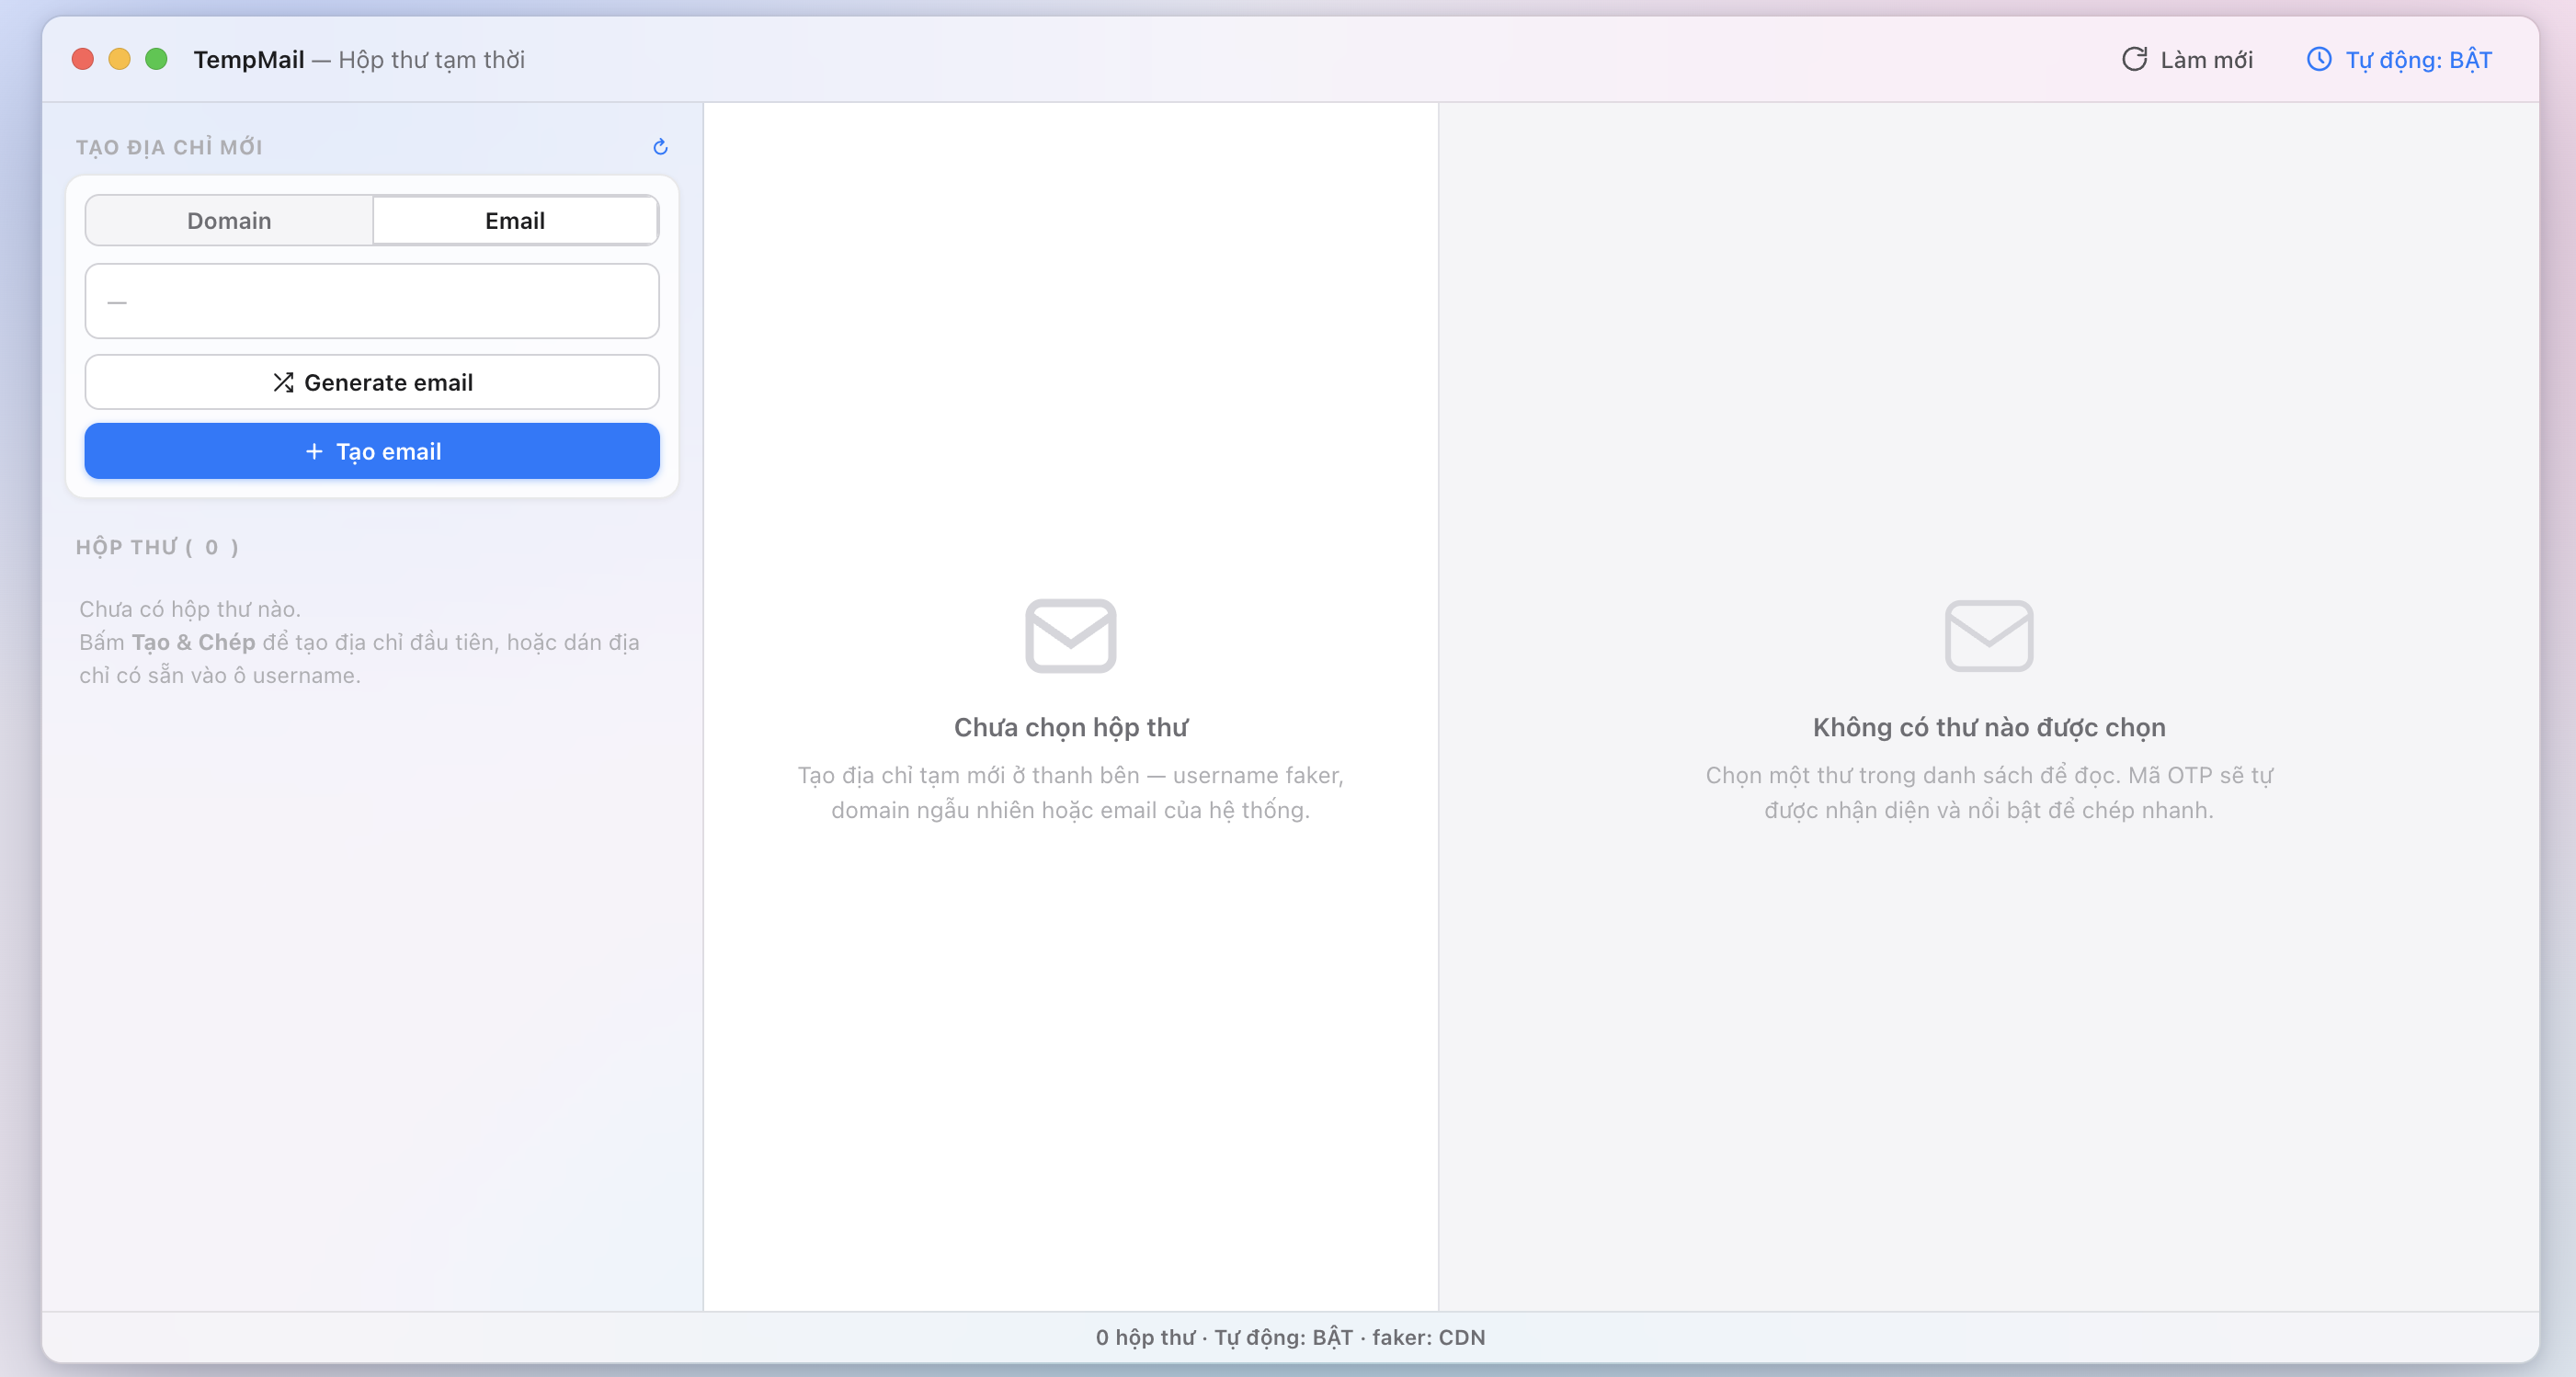 TempMail — Hộp thư tạm thời
Làm mới
Tự động: BẬT
TẠO ĐỊA CHỈ MỚI
Domain
Email
—
Generate email
+ Tạo email
HỘP THƯ ( 0 )
Chưa có hộp thư nào.
Bấm Tạo & Chép để tạo địa chỉ đầu tiên, hoặc dán địa
chỉ có sẵn vào ô username.
Chưa chọn hộp thư
Tạo địa chỉ tạm mới ở thanh bên — username faker,
domain ngẫu nhiên hoặc email của hệ thống.
Không có thư nào được chọn
Chọn một thư trong danh sách để đọc. Mã OTP sẽ tự
được nhận diện và nổi bật để chép nhanh.
0 hộp thư · Tự động: BẬT · faker: CDN